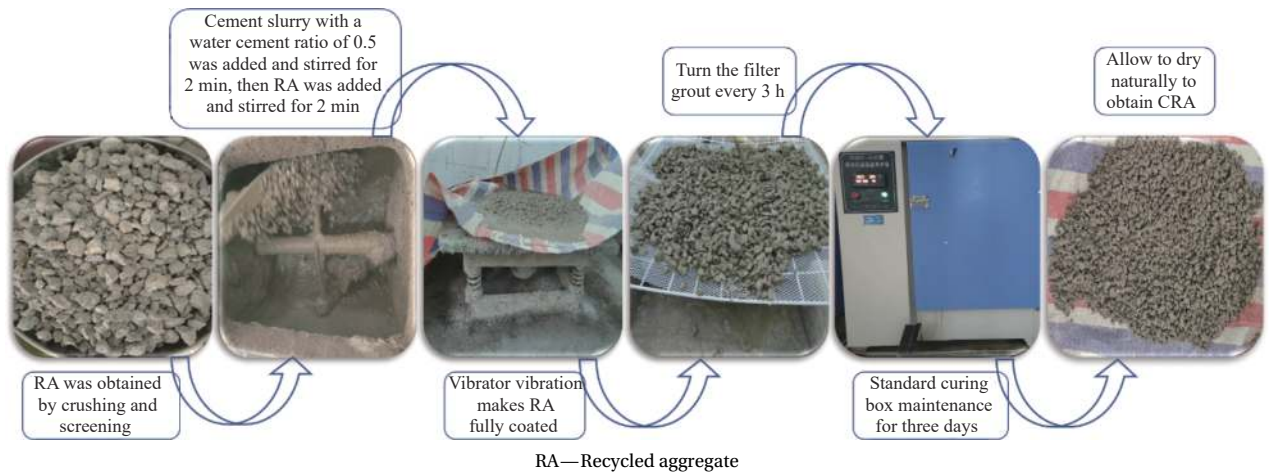 Cement slurry with a
water cement ratio of 0.5
was added and stirred for
2 min, then RA was added
and stirred for 2 min
Turn the filter
grout every 3 h
Allow to dry
naturally to
obtain CRA
RA was obtained
by crushing and
screening
Vibrator vibration
makes RA
fully coated
Standard curing
box maintenance
for three days
RA—Recycled aggregate